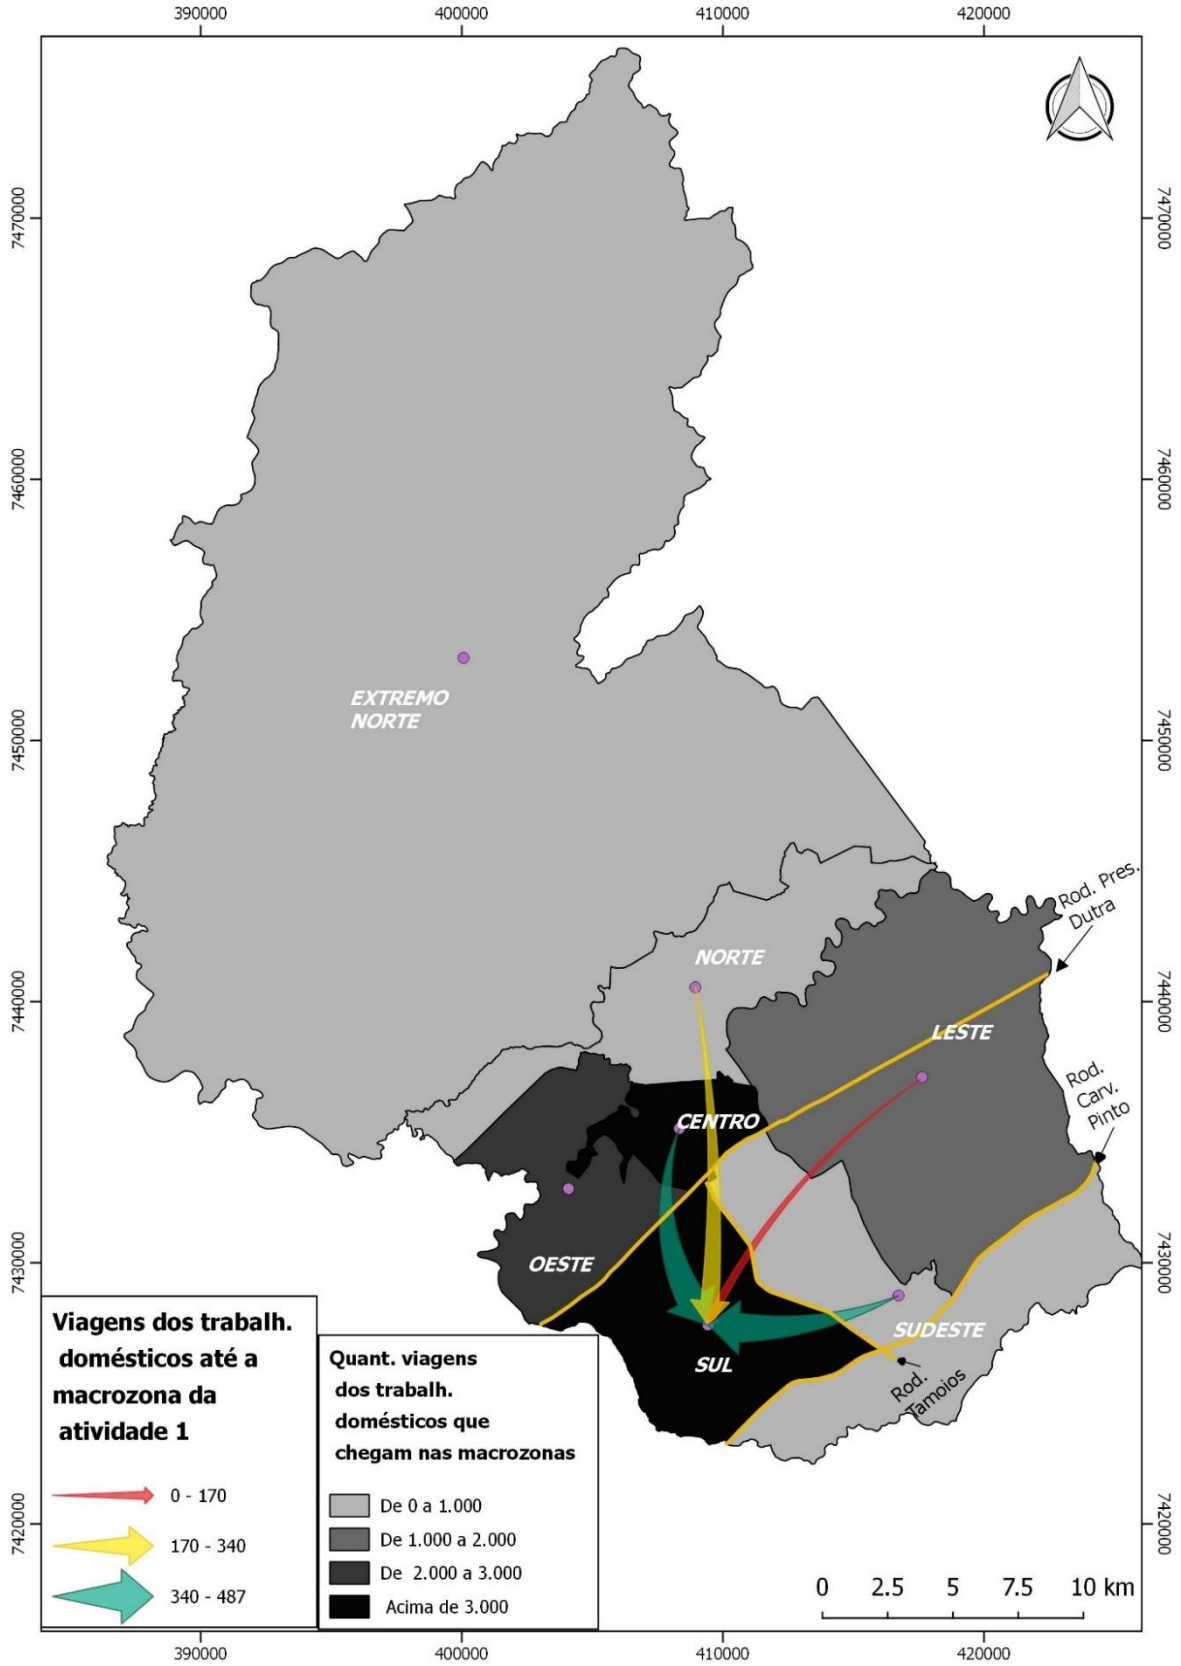 390000
400000
410000
420000
7470000
7470000
7460000
7460000
EXTREMO
NORTE
7450000
7450000
Rod. Pres.
Dutra
NORTE
7440000
7440000
LESTE
Rod.
Carv.
Pinto
CENTRO
7430000
7430000
OESTE
SUDESTE
SUL
Rod.
Tamoios
Viagens dos trabalh.
domésticos até a
macrozona da
atividade 1
0 - 170
170 - 340
340 - 487
Quant. viagens
dos trabalh.
domésticos que
chegam nas macrozonas
De 0 a 1.000
De 1.000 a 2.000
De 2.000 a 3.000
Acima de 3.000
7420000
7420000
0 2.5 5 7.5 10 km
390000
400000
410000
420000